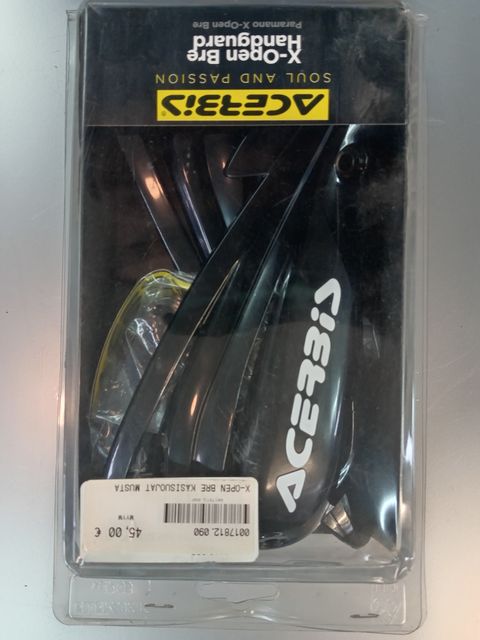 X-Open Bre
Handguard
Paramano X-Open Bre
SOUL AND PASSION
ACERBIS®
ACERBIS
0017812.090
MYYM
45,00 €
X-OPEN BRE KÄSISUOJAT MUSTA